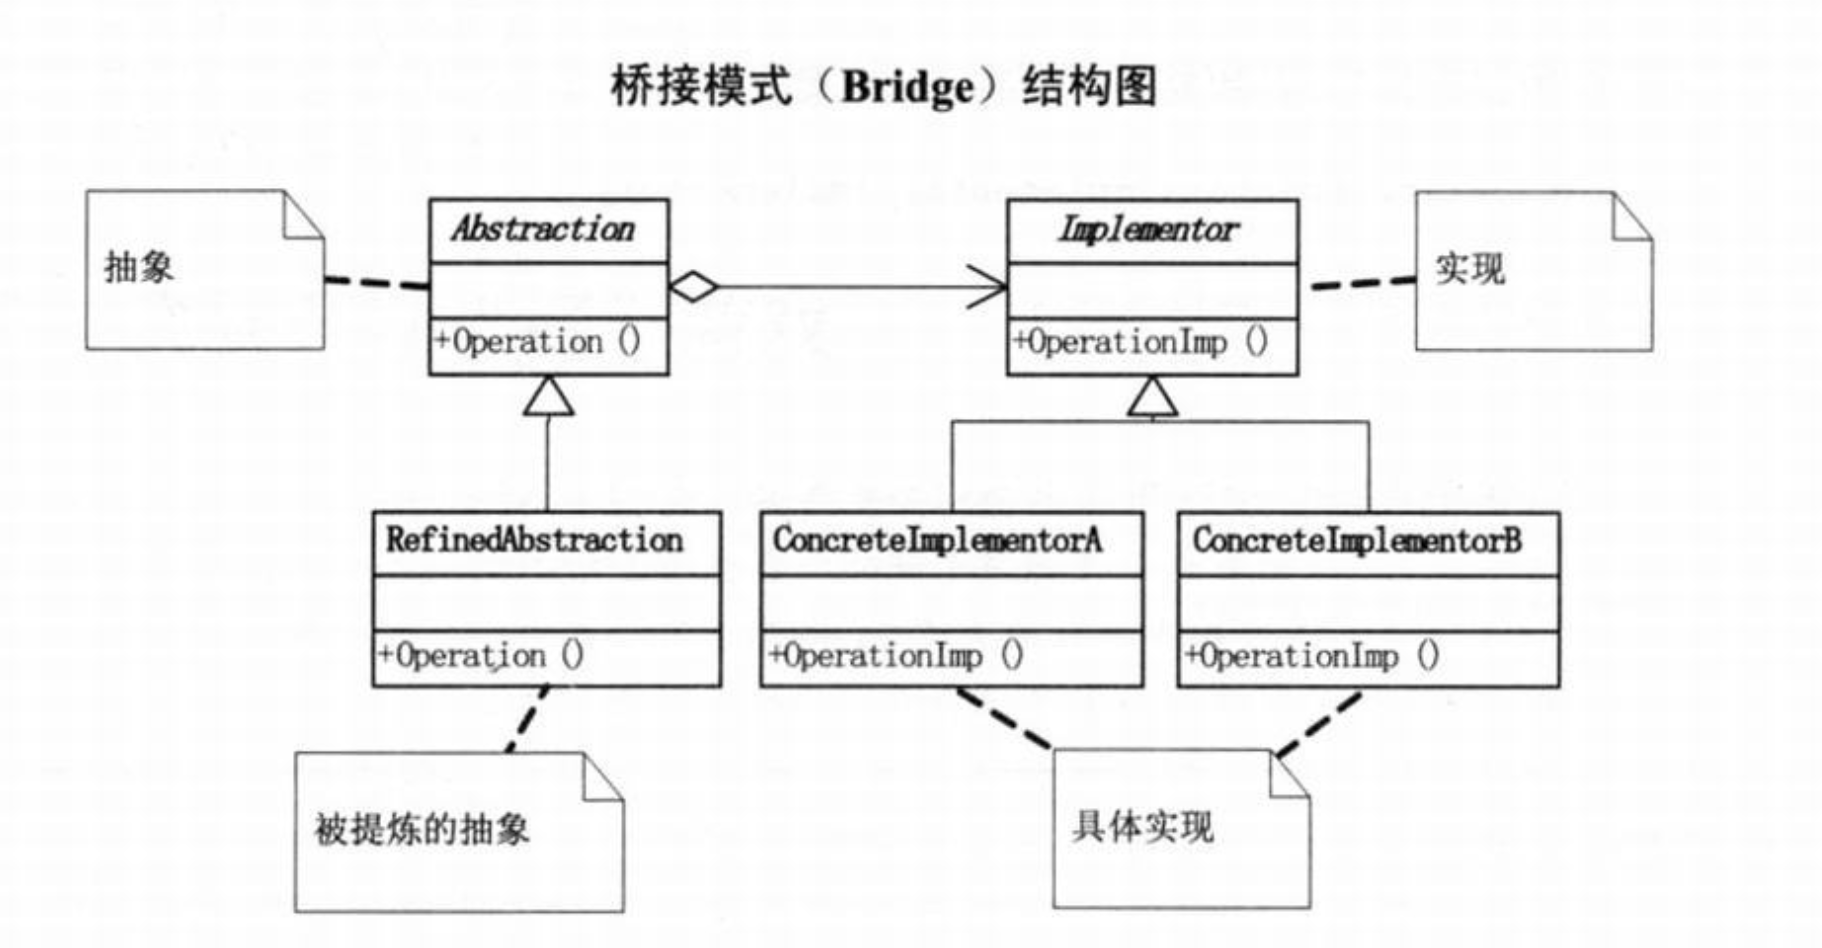 桥接模式（Bridge）结构图
抽象
Abstraction
+Operation ()
Implementor
+OperationImp ()
实现
RefinedAbstraction
+Operation ()
ConcreteImplementorA
+OperationImp ()
ConcreteImplementorB
+OperationImp ()
被提炼的抽象
具体实现